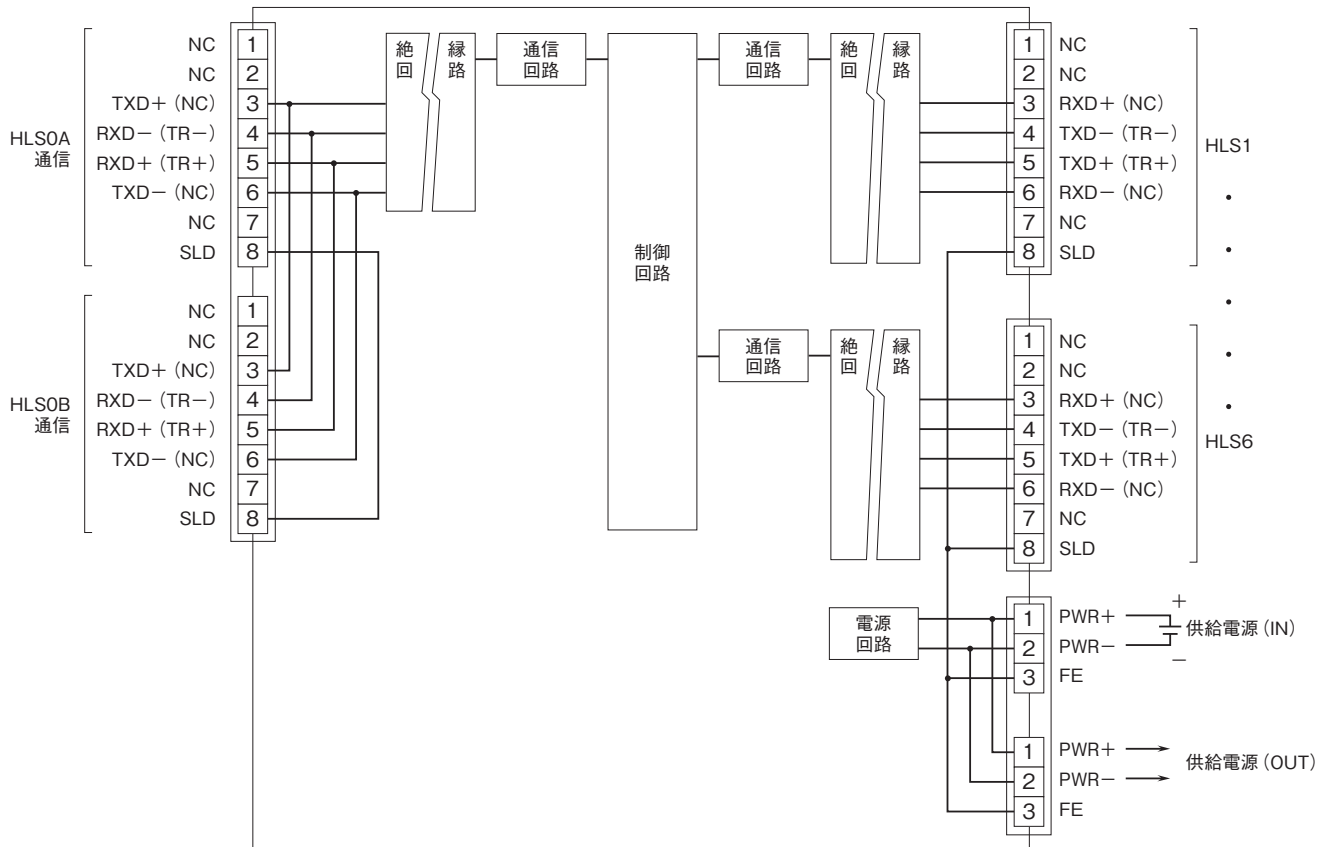 HLS0A
通信
NC 1
NC 2
TXD+ (NC) 3
RXD− (TR−) 4
RXD+ (TR+) 5
TXD− (NC) 6
NC 7
SLD 8
HLS0B
通信
NC 1
NC 2
TXD+ (NC) 3
RXD− (TR−) 4
RXD+ (TR+) 5
TXD− (NC) 6
NC 7
SLD 8
絶 縁
回 路
通信
回路
制御
回路
通信
回路
絶 縁
回 路
1 NC
2 NC
3 RXD+ (NC)
4 TXD− (TR−)
5 TXD+ (TR+)
6 RXD− (NC)
7 NC
8 SLD
HLS1
・
・
・
・
・
通信
回路
絶 縁
回 路
1 NC
2 NC
3 RXD+ (NC)
4 TXD− (TR−)
5 TXD+ (TR+)
6 RXD− (NC)
7 NC
8 SLD
HLS6
電源
回路
1 PWR+
2 PWR−
3 FE
+
供給電源 (IN)
−
1 PWR+
2 PWR−
3 FE
供給電源 (OUT)